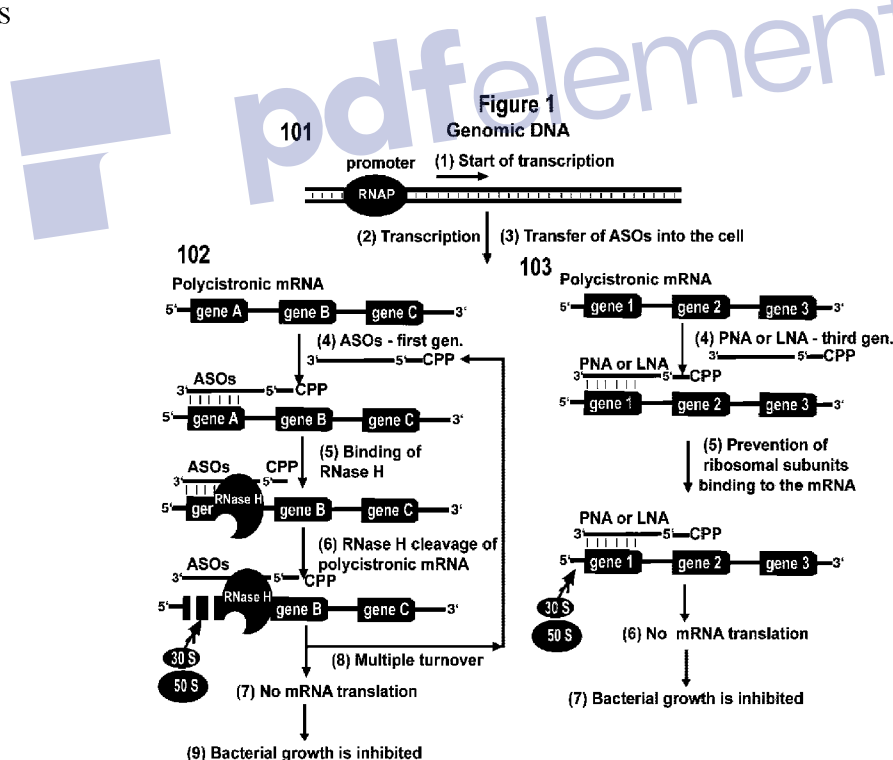 S
pdfelement
Figure 1
101
Genomic DNA
promoter
(1) Start of transcription
RNAP
(2) Transcription
(3) Transfer of ASOs into the cell
102
Polycistronic mRNA
5‘ gene A gene B gene C 3‘
(4) ASOs - first gen.
3‘ 5‘ CPP
ASOs
3‘ 5‘ CPP
5‘ gene A gene B gene C 3‘
(5) Binding of
RNase H
ASOs CPP
3‘ 5‘
RNase H
5‘ ger gene B gene C 3‘
(6) RNase H cleavage of
polycistronic mRNA
ASOs
3‘ 5‘ CPP
RNase H
5‘ gene B gene C 3‘
30 S
50 S
(8) Multiple turnover
(7) No mRNA translation
(9) Bacterial growth is inhibited
103
Polycistronic mRNA
5‘ gene 1 gene 2 gene 3 3‘
(4) PNA or LNA - third gen.
3‘ 5‘ CPP
PNA or LNA
3‘ 5‘ CPP
5‘ gene 1 gene 2 gene 3 3‘
(5) Prevention of
ribosomal subunits
binding to the mRNA
PNA or LNA
3‘ 5‘ CPP
5‘ gene 1 gene 2 gene 3 3‘
30 S
50 S
(6) No mRNA translation
(7) Bacterial growth is inhibited